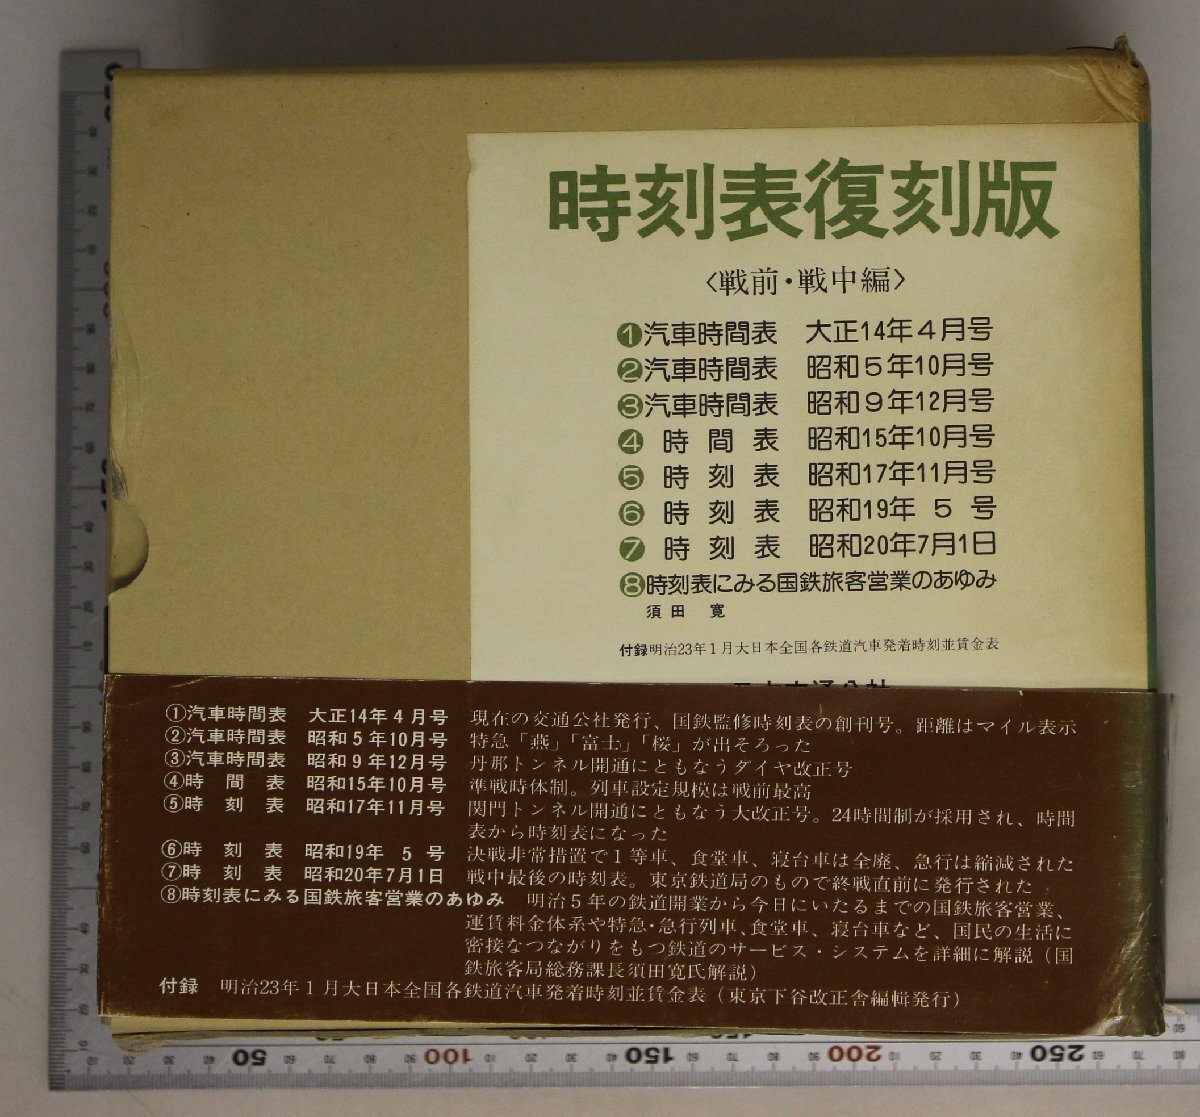 時刻表復刻版
〈戦前・戦中編〉
❶汽車時間表 大正14年4月号
❷汽車時間表 昭和5年10月号
❸汽車時間表 昭和9年12月号
❹時間表 昭和15年10月号
❺時刻表 昭和17年11月号
❻時刻表 昭和19年5号
❼時刻表 昭和20年7月1日
❽時刻表にみる国鉄旅客営業のあゆみ
須田 寛
付録明治23年1月大日本全国各鉄道汽車発着時刻並賃金表
①汽車時間表 大正14年4月号 現在の交通公社発行、国鉄監修時刻表の創刊号。距離はマイル表示
②汽車時間表 昭和5年10月号 特急「燕」「富士」「桜」が出そろった
③汽車時間表 昭和9年12月号 丹那トンネル開通にともなうダイヤ改正号
④時間表 昭和15年10月号 準戦時体制。列車設定規模は戦前最高
⑤時刻表 昭和17年11月号 関門トンネル開通にともなう大改正号。24時間制が採用され、時間
表から時刻表になった
⑥時刻表 昭和19年5号 決戦非常措置で1等車、食堂車、寝台車は全廃、急行は縮減された
⑦時刻表 昭和20年7月1日 戦中最後の時刻表。東京鉄道局のもので終戦直前に発行された
⑧時刻表にみる国鉄旅客営業のあゆみ 明治5年の鉄道開業から今日にいたるまでの国鉄旅客営業、
運賃料金体系や特急・急行列車、食堂車、寝台車など、国民の生活に
密接なつながりをもつ鉄道のサービス・システムを詳細に解説（国
鉄旅客局総務課長須田寛氏解説）
付録 明治23年1月大日本全国各鉄道汽車発着時刻並賃金表（東京下谷改正舎編輯発行）
50
100
150
200
250